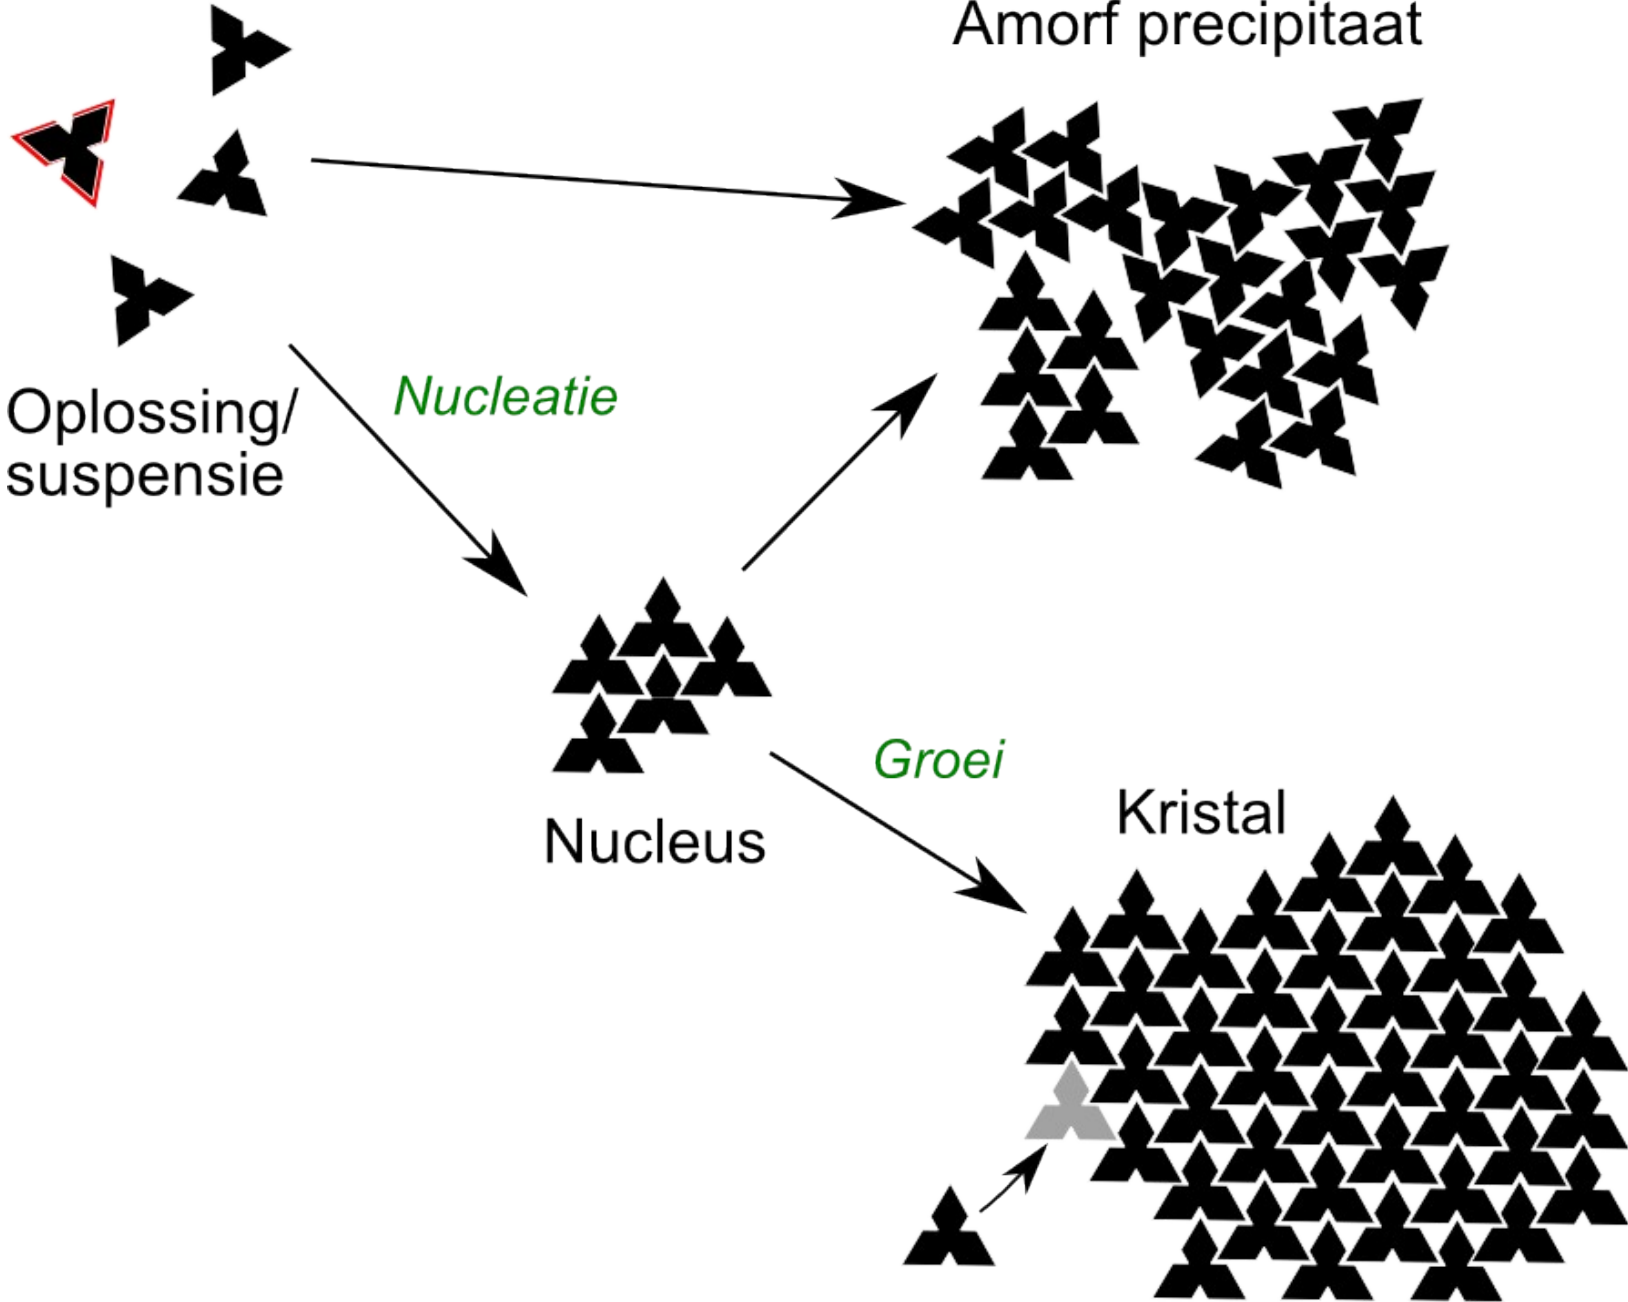 Amorf precipitaat
Oplossing/
suspensie
Nucleatie
Nucleus
Groei
Kristal